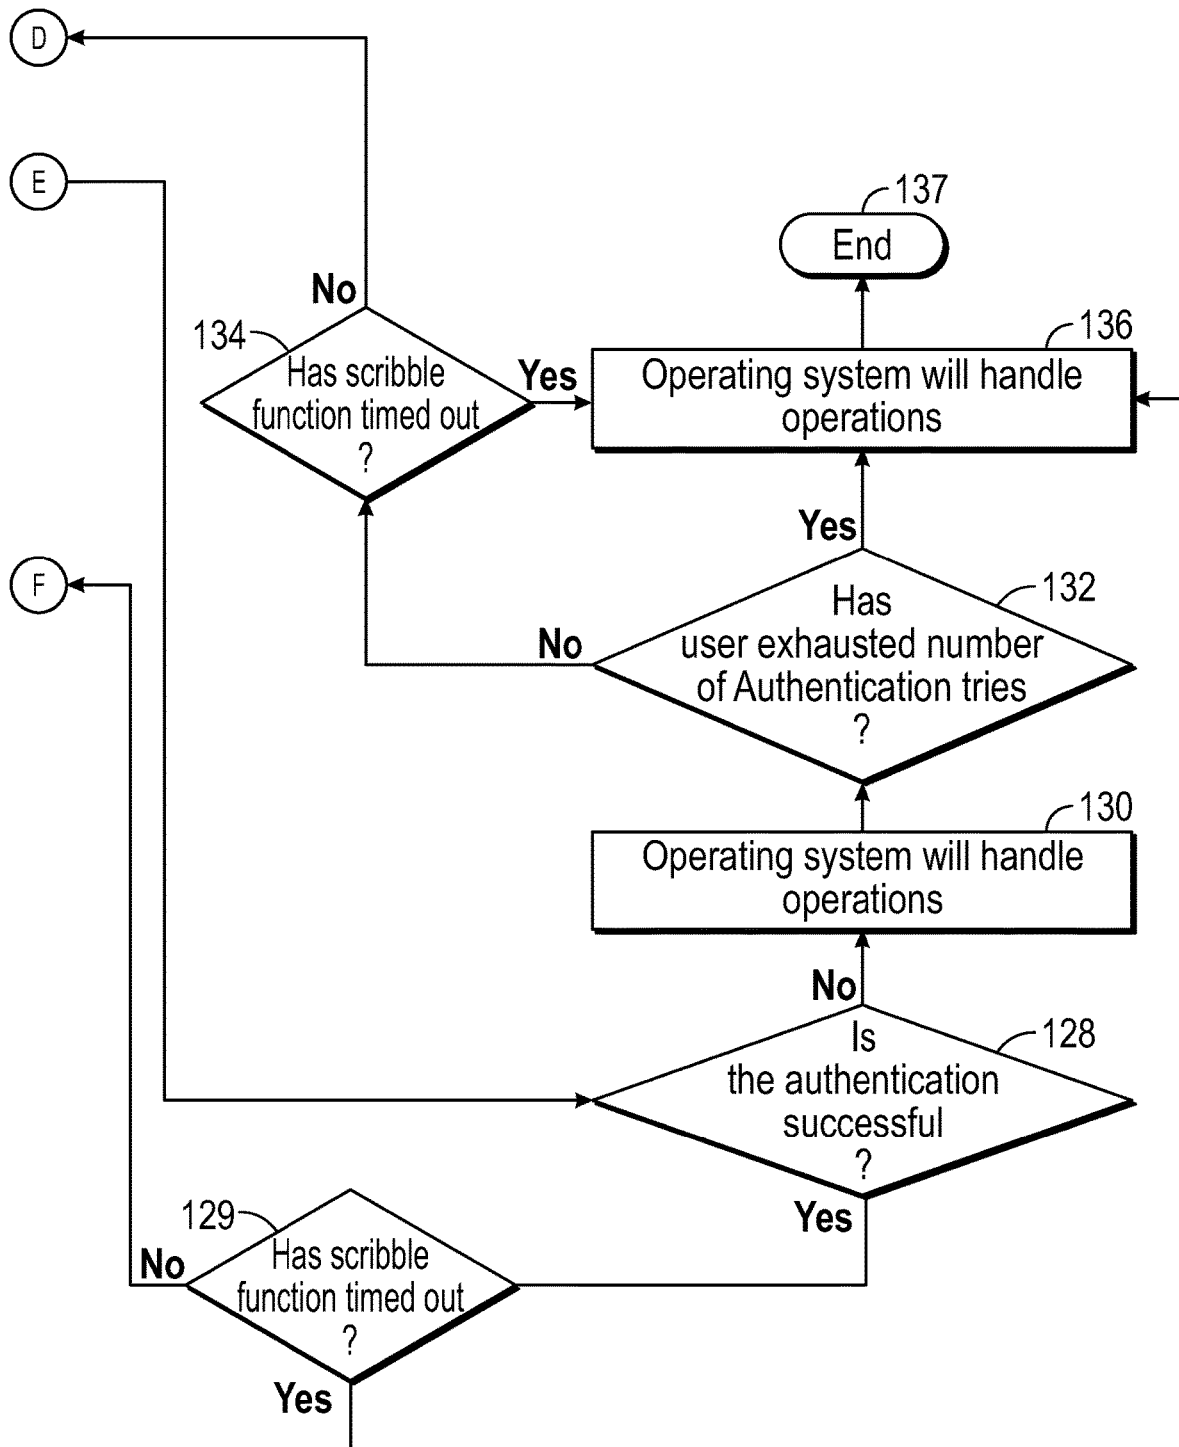 D
E
137
End
No
134
Has scribble
function timed out
?
Yes
136
Operating system will handle
operations
Yes
F
132
Has
user exhausted number
of Authentication tries
?
No
130
Operating system will handle
operations
No
128
Is
the authentication
successful
?
Yes
129
Has scribble
function timed out
?
No
Yes